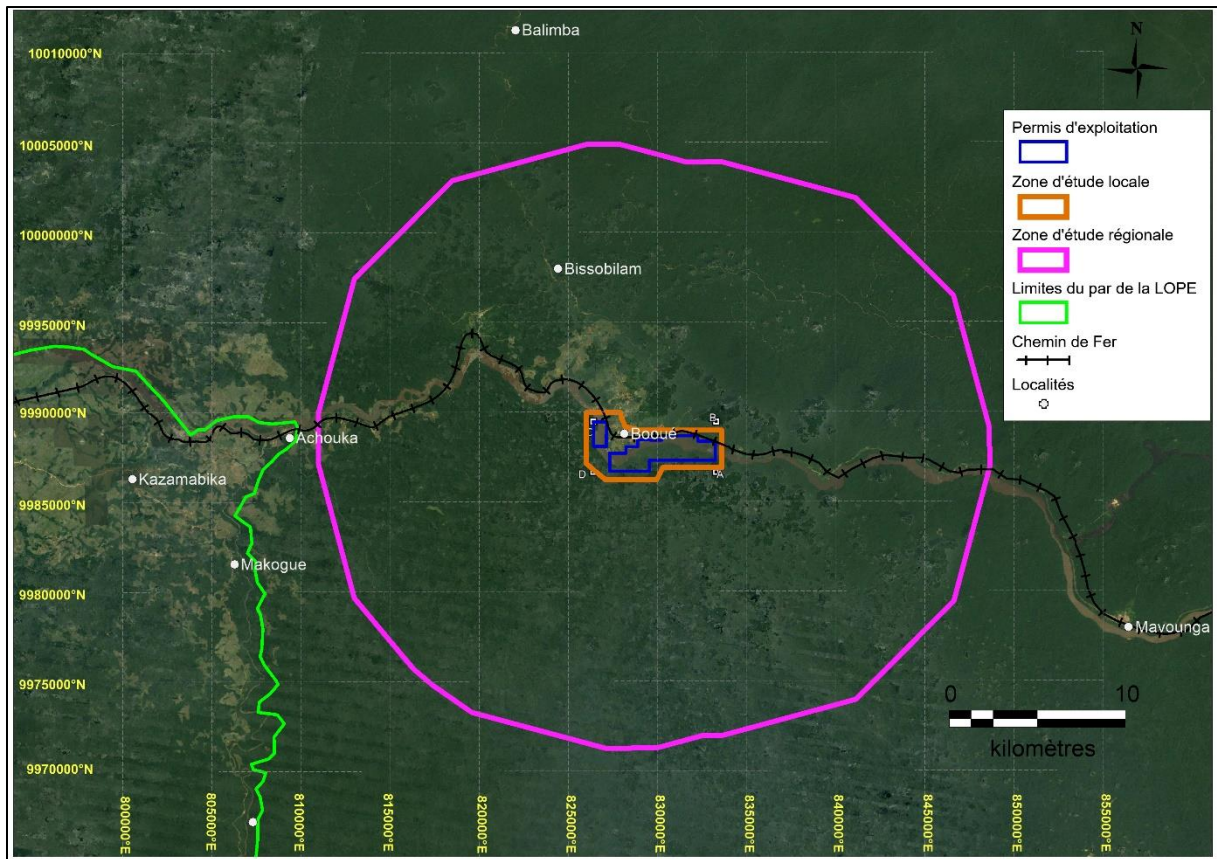 Balimba
N
10010000°N
Permis d'exploitation
10005000°N
Zone d'étude locale
Zone d'étude régionale
10000000°N
Bissobilam
Limites du par de la LOPE
9995000°N
Chemin de Fer
Localités
9990000°N
B
Achouka
Booué
Kazamabika
D
A
9985000°N
Makogue
9980000°N
Mavounga
9975000°N
0 10
kilomètres
9970000°N
800000°E
805000°E
810000°E
815000°E
820000°E
825000°E
830000°E
835000°E
840000°E
845000°E
850000°E
855000°E